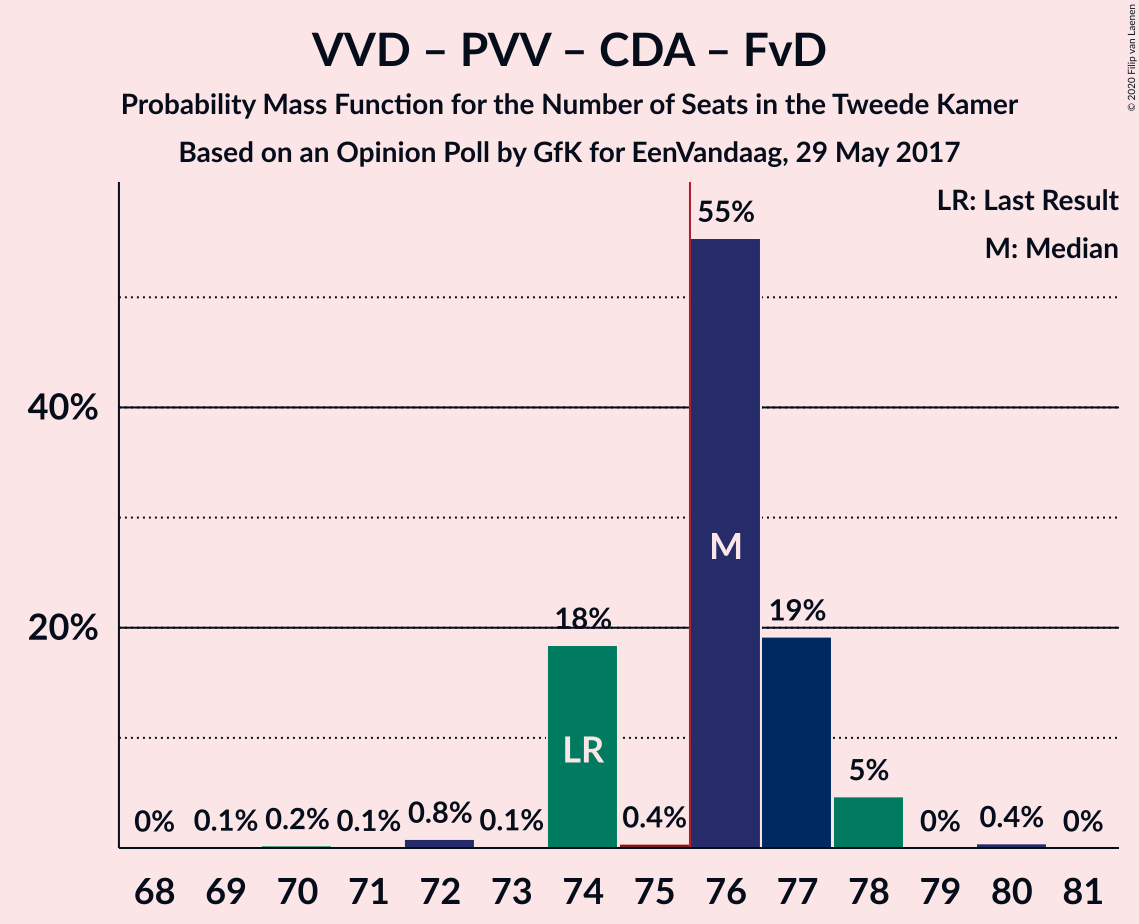 VVD – PVV – CDA – FvD
Probability Mass Function for the Number of Seats in the Tweede Kamer
Based on an Opinion Poll by GfK for EenVandaag, 29 May 2017
© 2020 Filip van Laenen
LR: Last Result
M: Median
55%
40%
M
18%
19%
20%
LR
5%
0%
0.1%
0.2%
0.1%
0.8%
0.1%
0.4%
0%
0.4%
0%
68 69 70 71 72 73 74 75 76 77 78 79 80 81